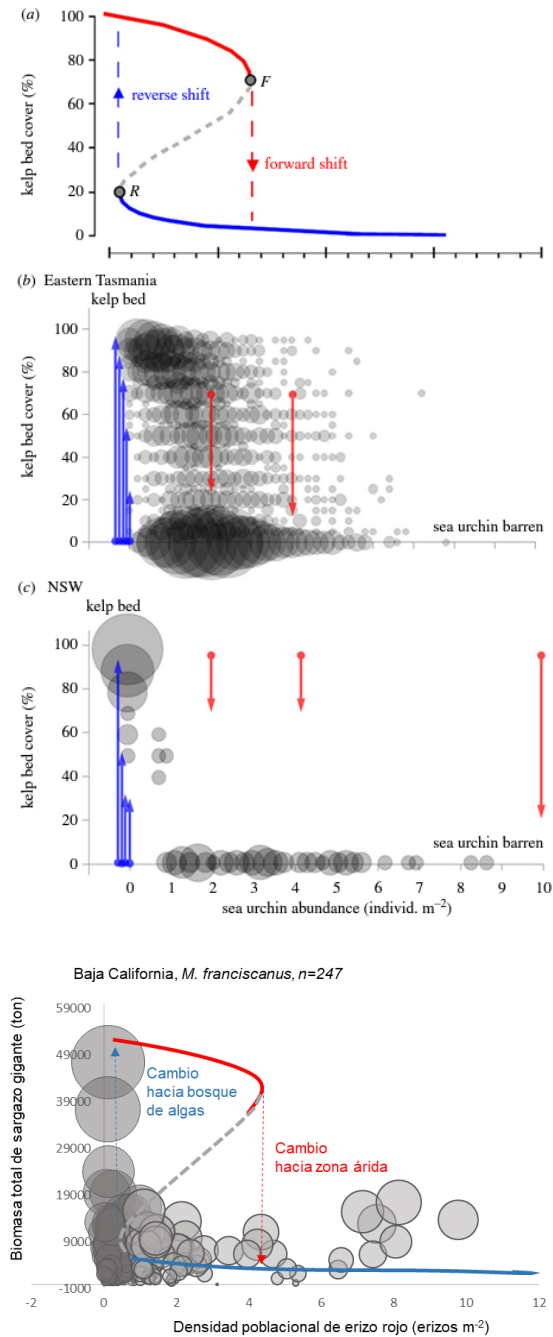 (a)
100
80
60
40
20
0
kelp bed cover (%)
reverse shift
F
forward shift
R
(b) Eastern Tasmania
kelp bed
100
80
60
40
20
0
kelp bed cover (%)
sea urchin barren
(c) NSW
kelp bed
100
80
60
40
20
0
kelp bed cover (%)
sea urchin barren
0 1 2 3 4 5 6 7 8 9 10
sea urchin abundance (individ. m⁻²)
Baja California, M. franciscanus, n=247
59000
49000
39000
29000
19000
9000
-1000
Biomasa total de sargazo gigante (ton)
Cambio
hacia bosque
de algas
Cambio
hacia zona árida
-2 0 2 4 6 8 10 12
Densidad poblacional de erizo rojo (erizos m⁻²)